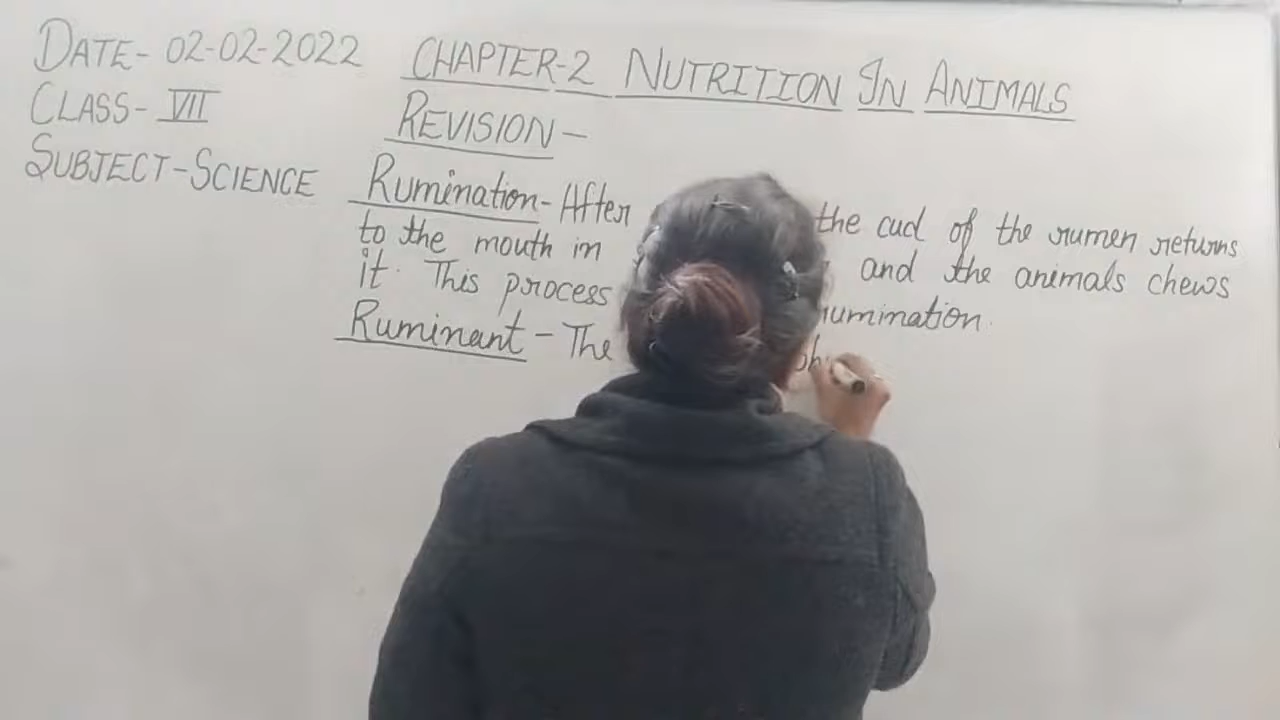 DATE- 02-02-2022
CLASS- VII
SUBJECT-SCIENCE
CHAPTER-2 NUTRITION IN ANIMALS
REVISION-
Rumination- After the cud of the rumen returns
to the mouth in and the animals chews
it. This process rumination.
Ruminant - The